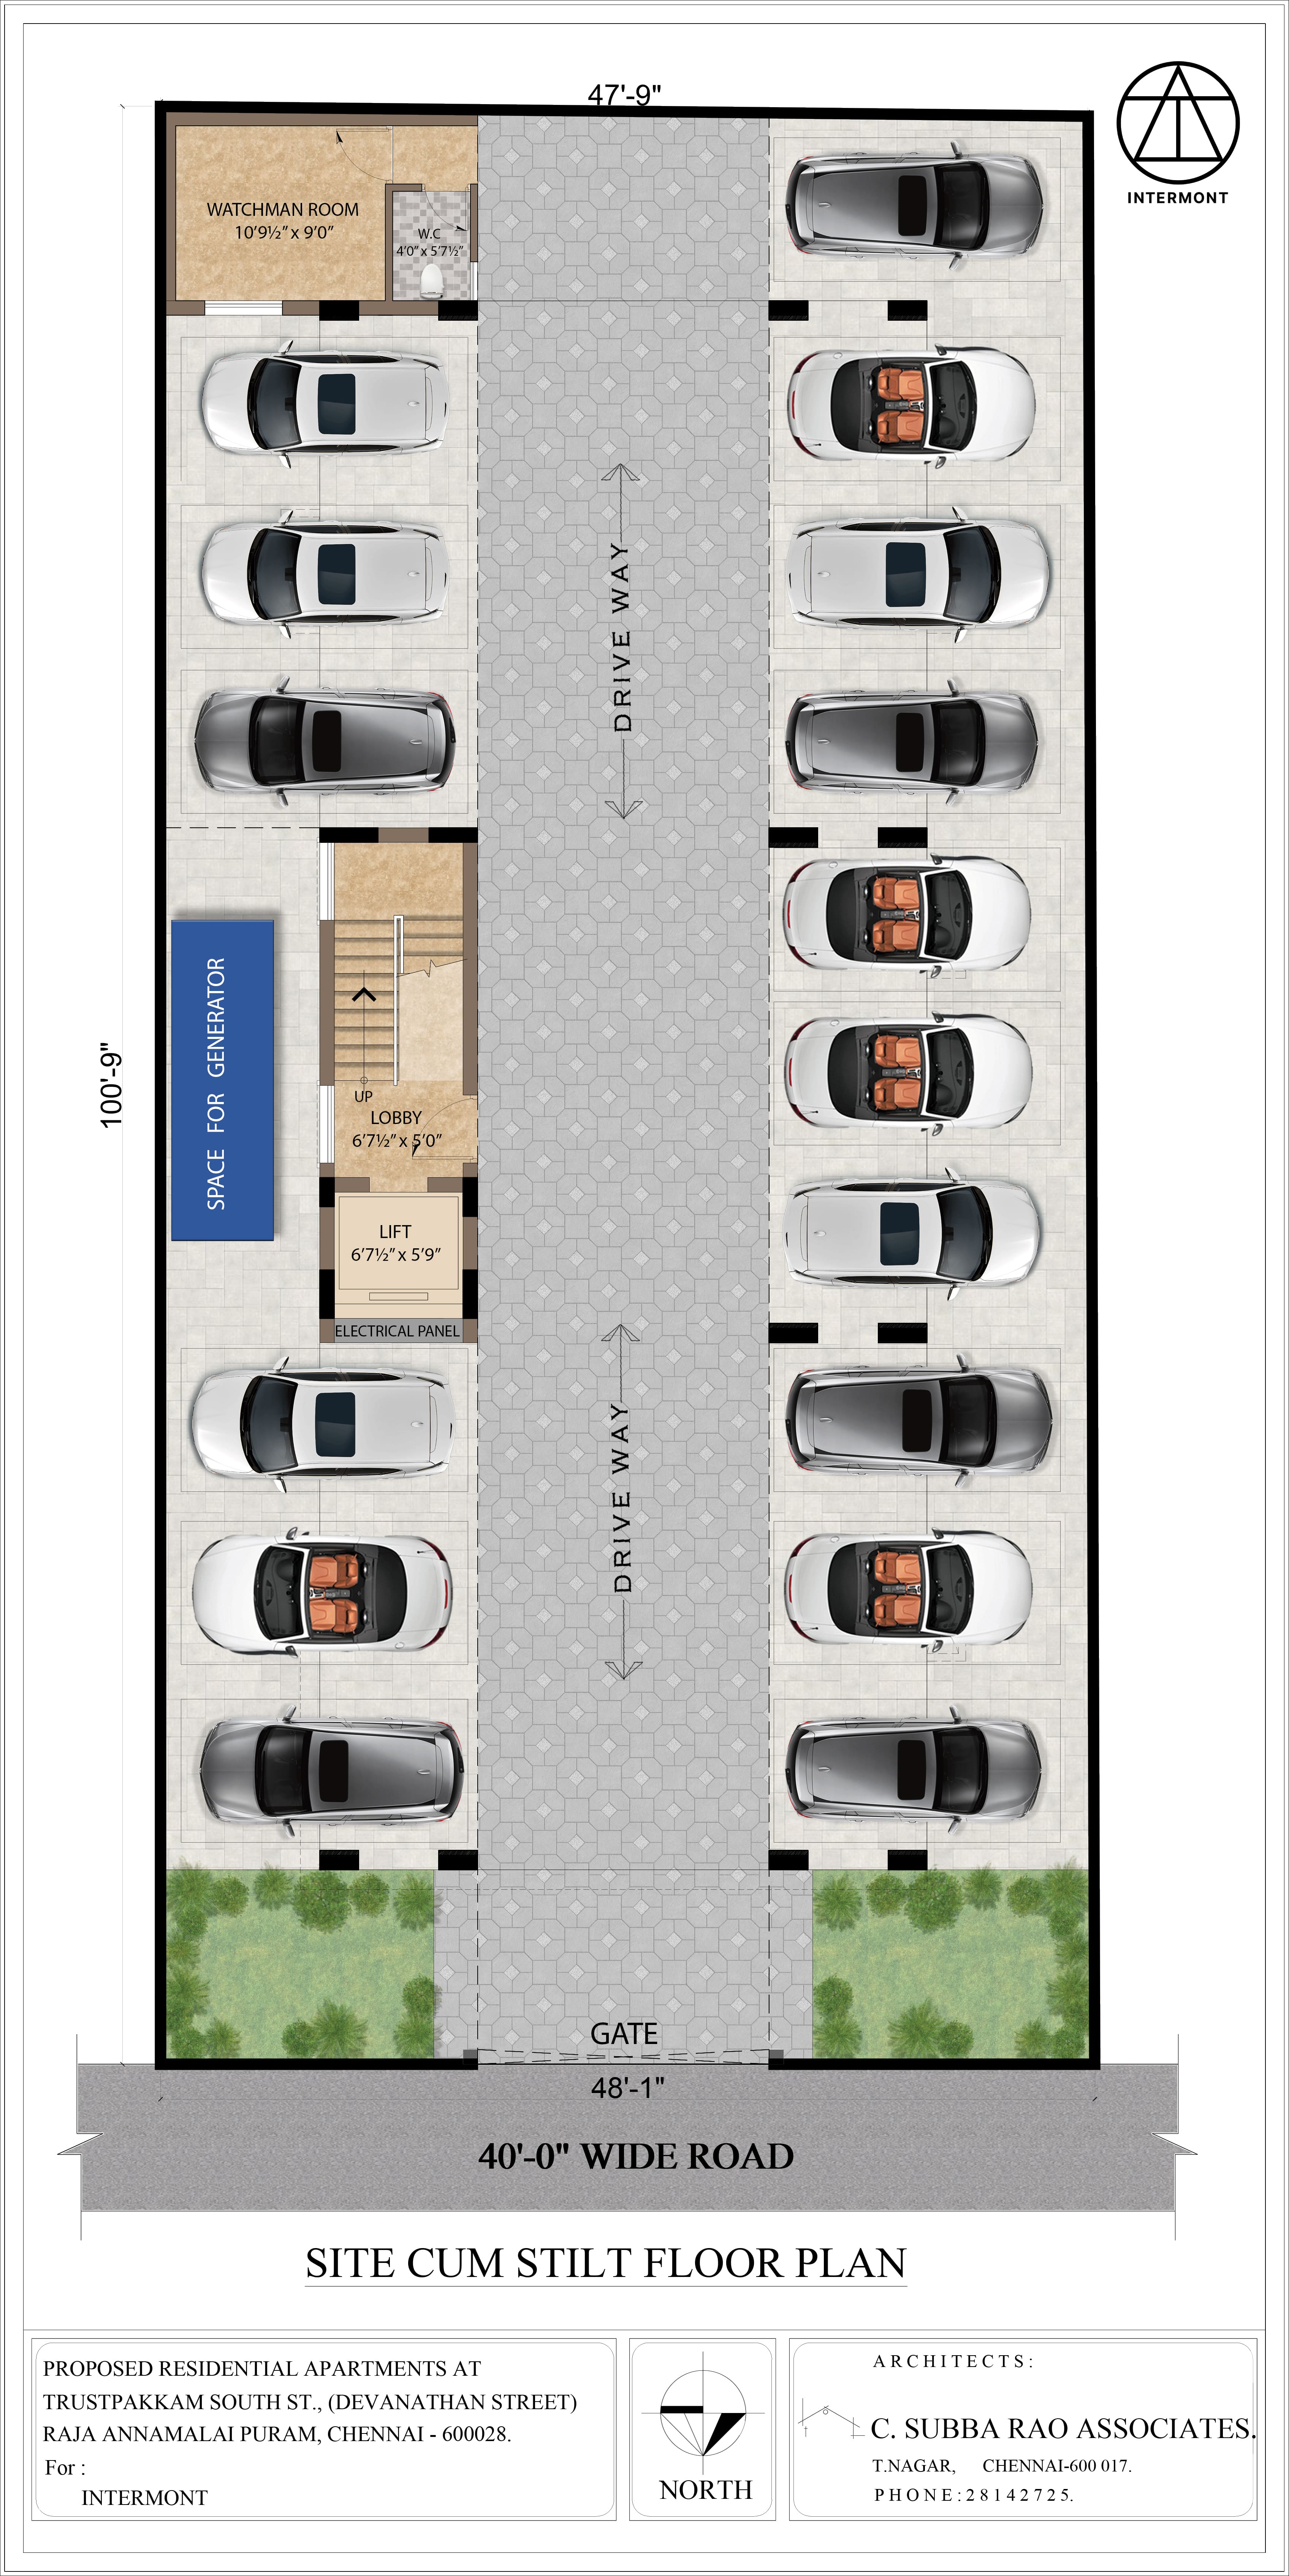 47'-9"
INTERMONT
WATCHMAN ROOM
10'9½" x 9'0"
W.C
4'0" x 5'7½"
DRIVE WAY
SPACE FOR GENERATOR
100'-9"
UP
LOBBY
6'7½" x 5'0"
LIFT
6'7½" x 5'9"
ELECTRICAL PANEL
DRIVE WAY
GATE
48'-1"
40'-0" WIDE ROAD
SITE CUM STILT FLOOR PLAN
PROPOSED RESIDENTIAL APARTMENTS AT
TRUSTPAKKAM SOUTH ST., (DEVANATHAN STREET)
RAJA ANNAMALAI PURAM, CHENNAI - 600028.
For :
INTERMONT
NORTH
ARCHITECTS:
C. SUBBA RAO ASSOCIATES.
T.NAGAR, CHENNAI-600 017.
PHONE:28142725.